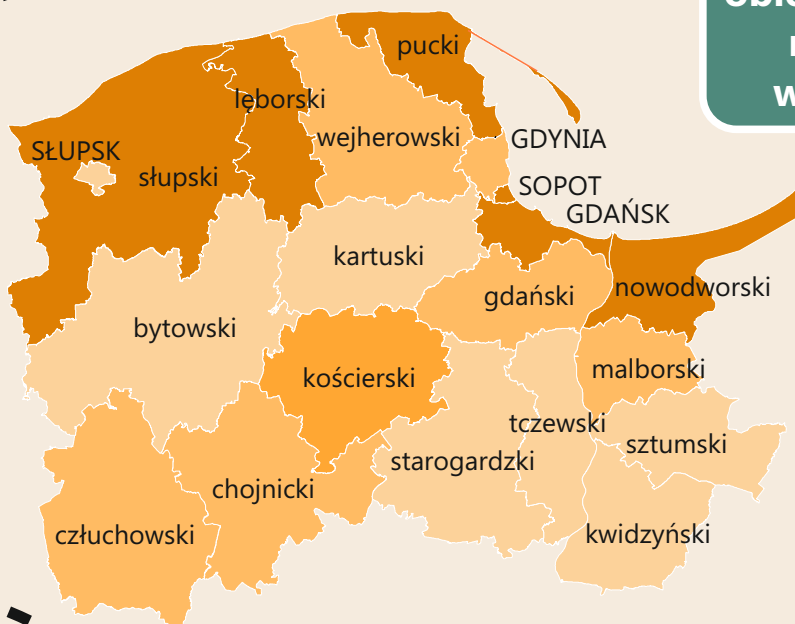 pucki
lęborski
wejherowski
GDYNIA
SŁUPSK
słupski
SOPOT
GDAŃSK
kartuski
gdański
nowodworski
bytowski
kościerski
malborski
tczewski
sztumski
starogardzki
chojnicki
człuchowski
kwidzyński